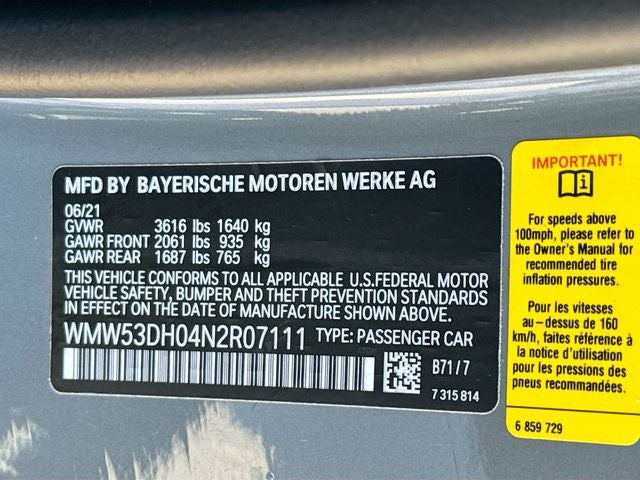 MFD BY BAYERISCHE MOTOREN WERKE AG
06/21
GVWR 3616 lbs 1640 kg
GAWR FRONT 2061 lbs 935 kg
GAWR REAR 1687 lbs 765 kg
THIS VEHICLE CONFORMS TO ALL APPLICABLE U.S.FEDERAL MOTOR
VEHICLE SAFETY, BUMPER AND THEFT PREVENTION STANDARDS
IN EFFECT ON THE DATE OF MANUFACTURE SHOWN ABOVE.
WMW53DH04N2R07111 TYPE: PASSENGER CAR
B71/7
7 315 814
IMPORTANT!
For speeds above
100mph, please refer to
the Owner's Manual for
recommended tire
inflation pressures.
Pour les vitesses
au–dessus de 160
km/h, faites référence à
la notice d'utilisation
pour les pressions des
pneus recommandées.
6 859 729